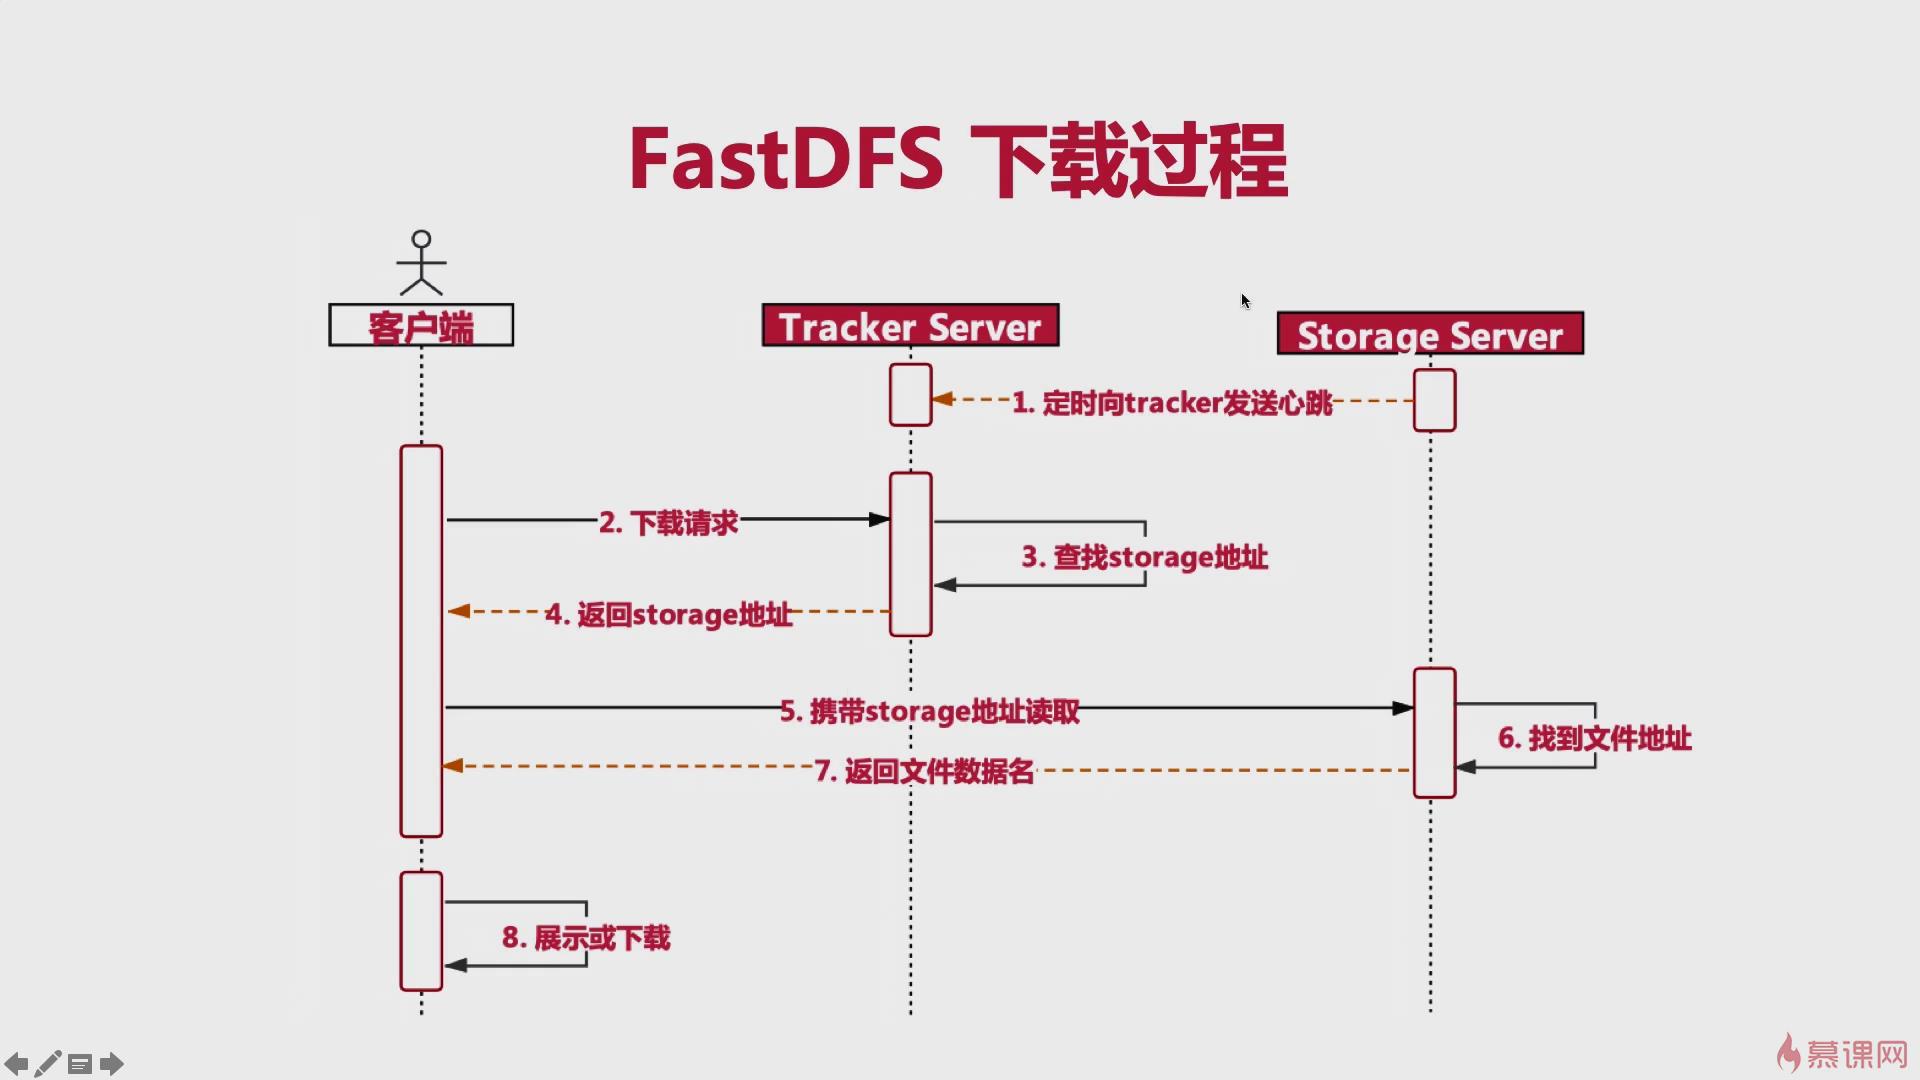 FastDFS 下载过程
客户端
Tracker Server
Storage Server
1. 定时向tracker发送心跳
2. 下载请求
3. 查找storage地址
4. 返回storage地址
5. 携带storage地址读取
6. 找到文件地址
7. 返回文件数据名
8. 展示或下载
慕课网